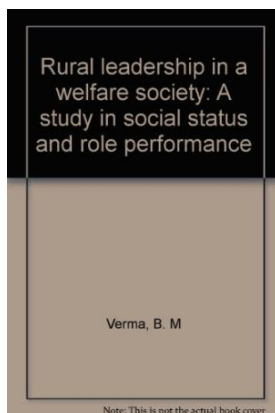 Rural leadership in a
welfare society: A
study in social status
and role performance
Verma, B. M
Note: This is not the actual book cover